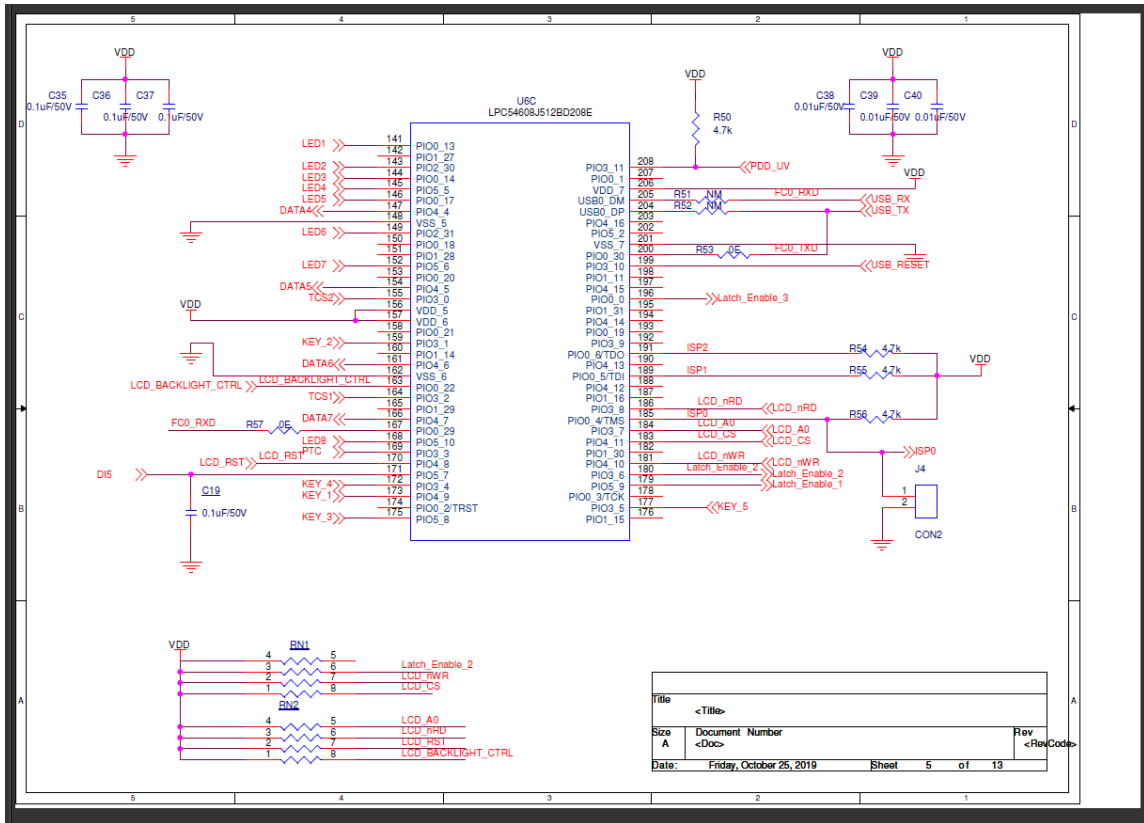 5 4 3 2 1
VDD
C35 C36 C37
0.1uF/50V
0.1uF/50V 0.1uF/50V
U6C
LPC54608J512BD208E
VDD
R50
4.7k
VDD
C38 C39 C40
0.01uF/50V
0.01uF/50V 0.01uF/50V
D D
LED1 141 PIO0_13
142 PIO1_27
LED2 143 PIO2_30
LED3 144 PIO0_14
LED4 145 PIO5_5
LED5 146 PIO0_17
DATA4 147 PIO4_4
148 VSS_5
LED6 149 PIO2_31
150 PIO0_18
151 PIO1_28
LED7 152 PIO5_6
153 PIO0_20
DATA5 154 PIO4_5
TCS2 155 PIO3_0
VDD
156 VDD_5
157 VDD_6
158 PIO0_21
KEY_2 159 PIO3_1
160 PIO1_14
DATA6 161 PIO4_6
162 VSS_6
LCD_BACKLIGHT_CTRL LCD_BACKLIGHT_CTRL 163 PIO0_22
TCS1 164 PIO3_2
165 PIO1_29
DATA7 166 PIO4_7
FC0_RXD R57 0E 167 PIO0_29
LED8 168 PIO5_10
PTC 169 PIO3_3
LCD_RST LCD_RST 170 PIO4_8
DI5 171 PIO5_7
KEY_4 172 PIO3_4
KEY_1 173 PIO4_9
174 PIO0_2/TRST
KEY_3 175 PIO5_8
C19
0.1uF/50V
PIO3_11 208 PDD_UV
PIO0_1 207
VDD_7 206 VDD
USB0_DM 205 R51 NM FC0_RXD USB_RX
USB0_DP 204 R52 NM USB_TX
PIO4_16 203
PIO5_2 202
VSS_7 201
PIO0_30 200 R53 0E FC0_TXD
PIO3_10 199 USB_RESET
PIO1_11 198
PIO4_15 197
PIO0_0 196 Latch_Enable_3
PIO1_31 195
PIO4_14 194
PIO0_19 193
PIO3_9 192
PIO0_6/TDO 191 ISP2 R54 4.7k
PIO4_13 190
VDD
PIO0_5/TDI 189 ISP1 R55 4.7k
PIO4_12 188
PIO1_16 187
PIO3_8 186 LCD_nRD LCD_nRD
PIO0_4/TMS 185 ISP0 R56 4.7k
PIO3_7 184 LCD_A0 LCD_A0
PIO4_11 183 LCD_CS LCD_CS
PIO1_30 182
PIO4_10 181 LCD_nWR LCD_nWR
PIO3_6 180 Latch_Enable_2 Latch_Enable_2
PIO5_9 179 Latch_Enable_1
PIO0_3/TCK 178
PIO3_5 177 KEY_5
PIO1_15 176
ISP0
J4
1
2
CON2
C C
B B
VDD
RN1
4 5
3 6 Latch_Enable_2
2 7 LCD_nWR
1 8 LCD_CS
RN2
4 5 LCD_A0
3 6 LCD_nRD
2 7 LCD_RST
1 8 LCD_BACKLIGHT_CTRL
A A
Title
<Title>
Size Document Number Rev
A <Doc> <RevCode>
Date: Friday, October 25, 2019 Sheet 5 of 13
5 4 3 2 1